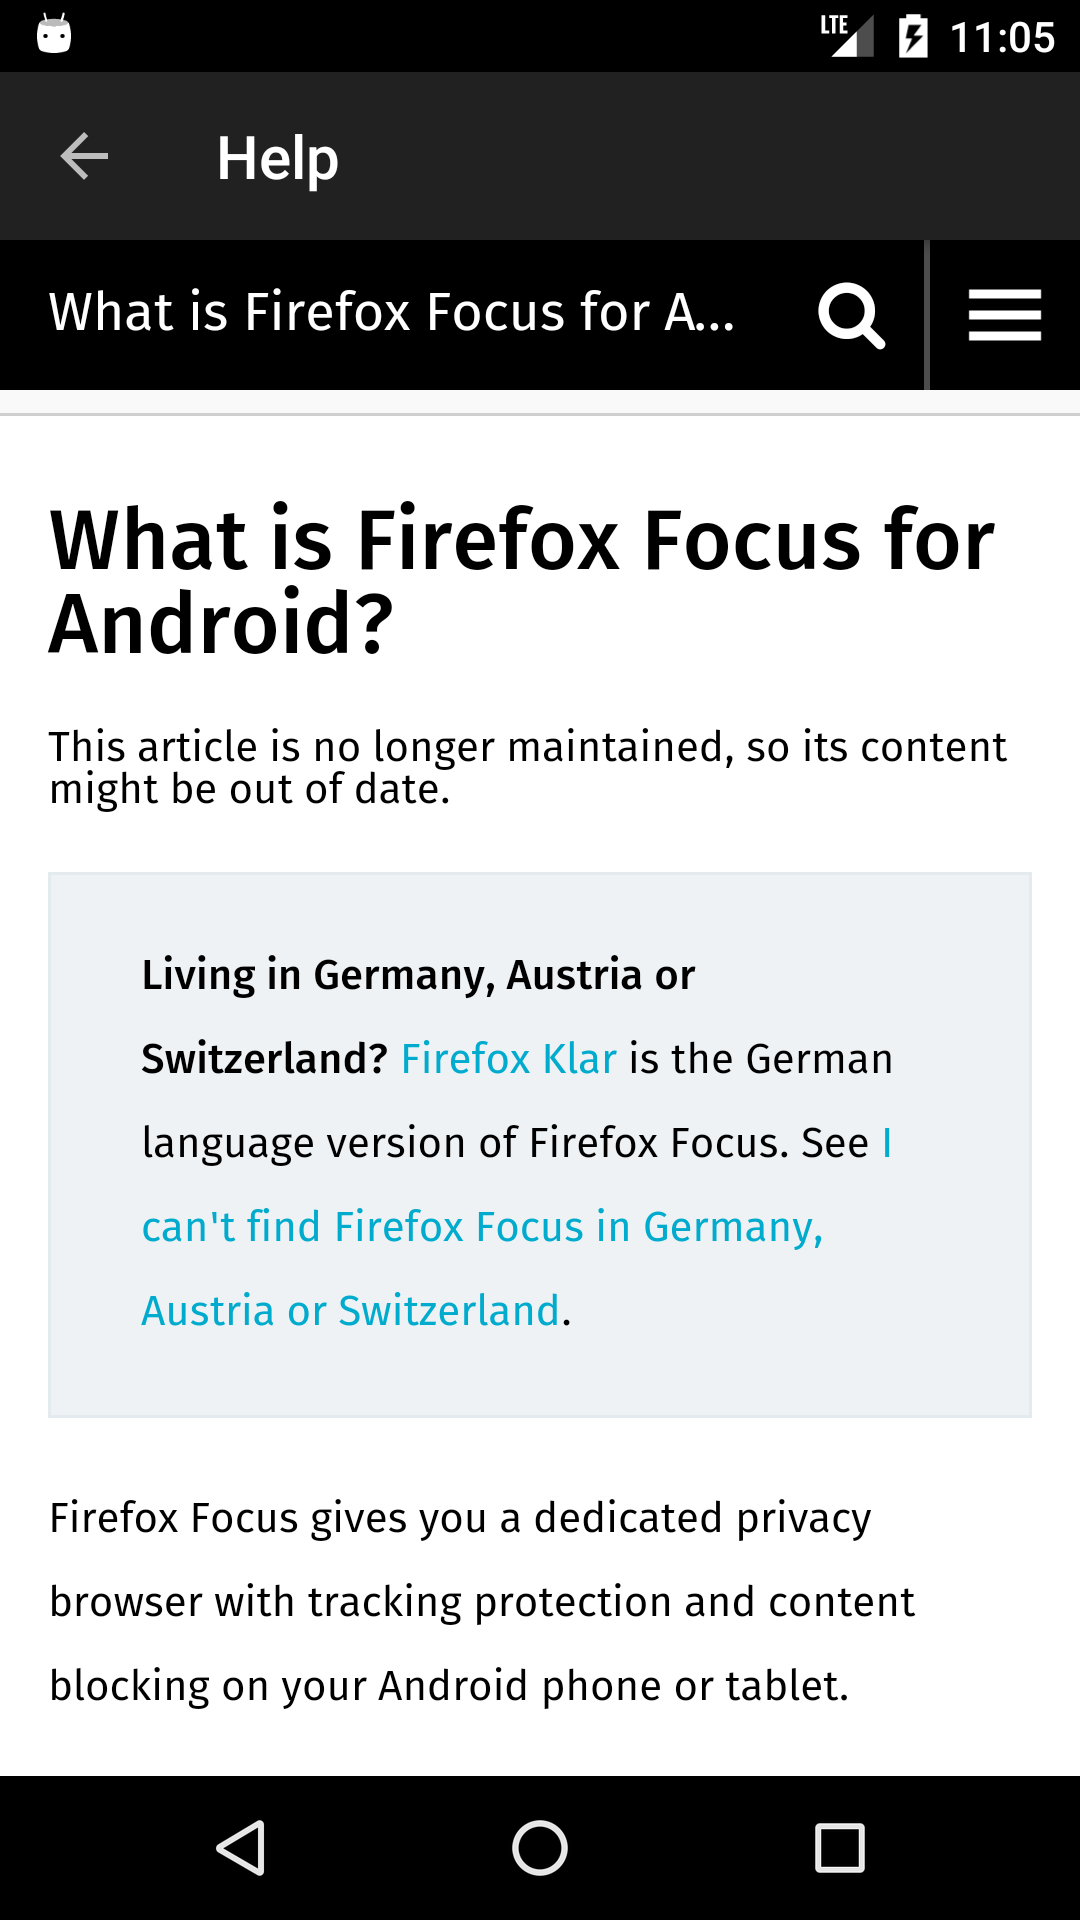 LTE 11:05
Help
What is Firefox Focus for A...
What is Firefox Focus for
Android?
This article is no longer maintained, so its content
might be out of date.
Living in Germany, Austria or
Switzerland? Firefox Klar is the German
language version of Firefox Focus. See I
can't find Firefox Focus in Germany,
Austria or Switzerland.
Firefox Focus gives you a dedicated privacy
browser with tracking protection and content
blocking on your Android phone or tablet.